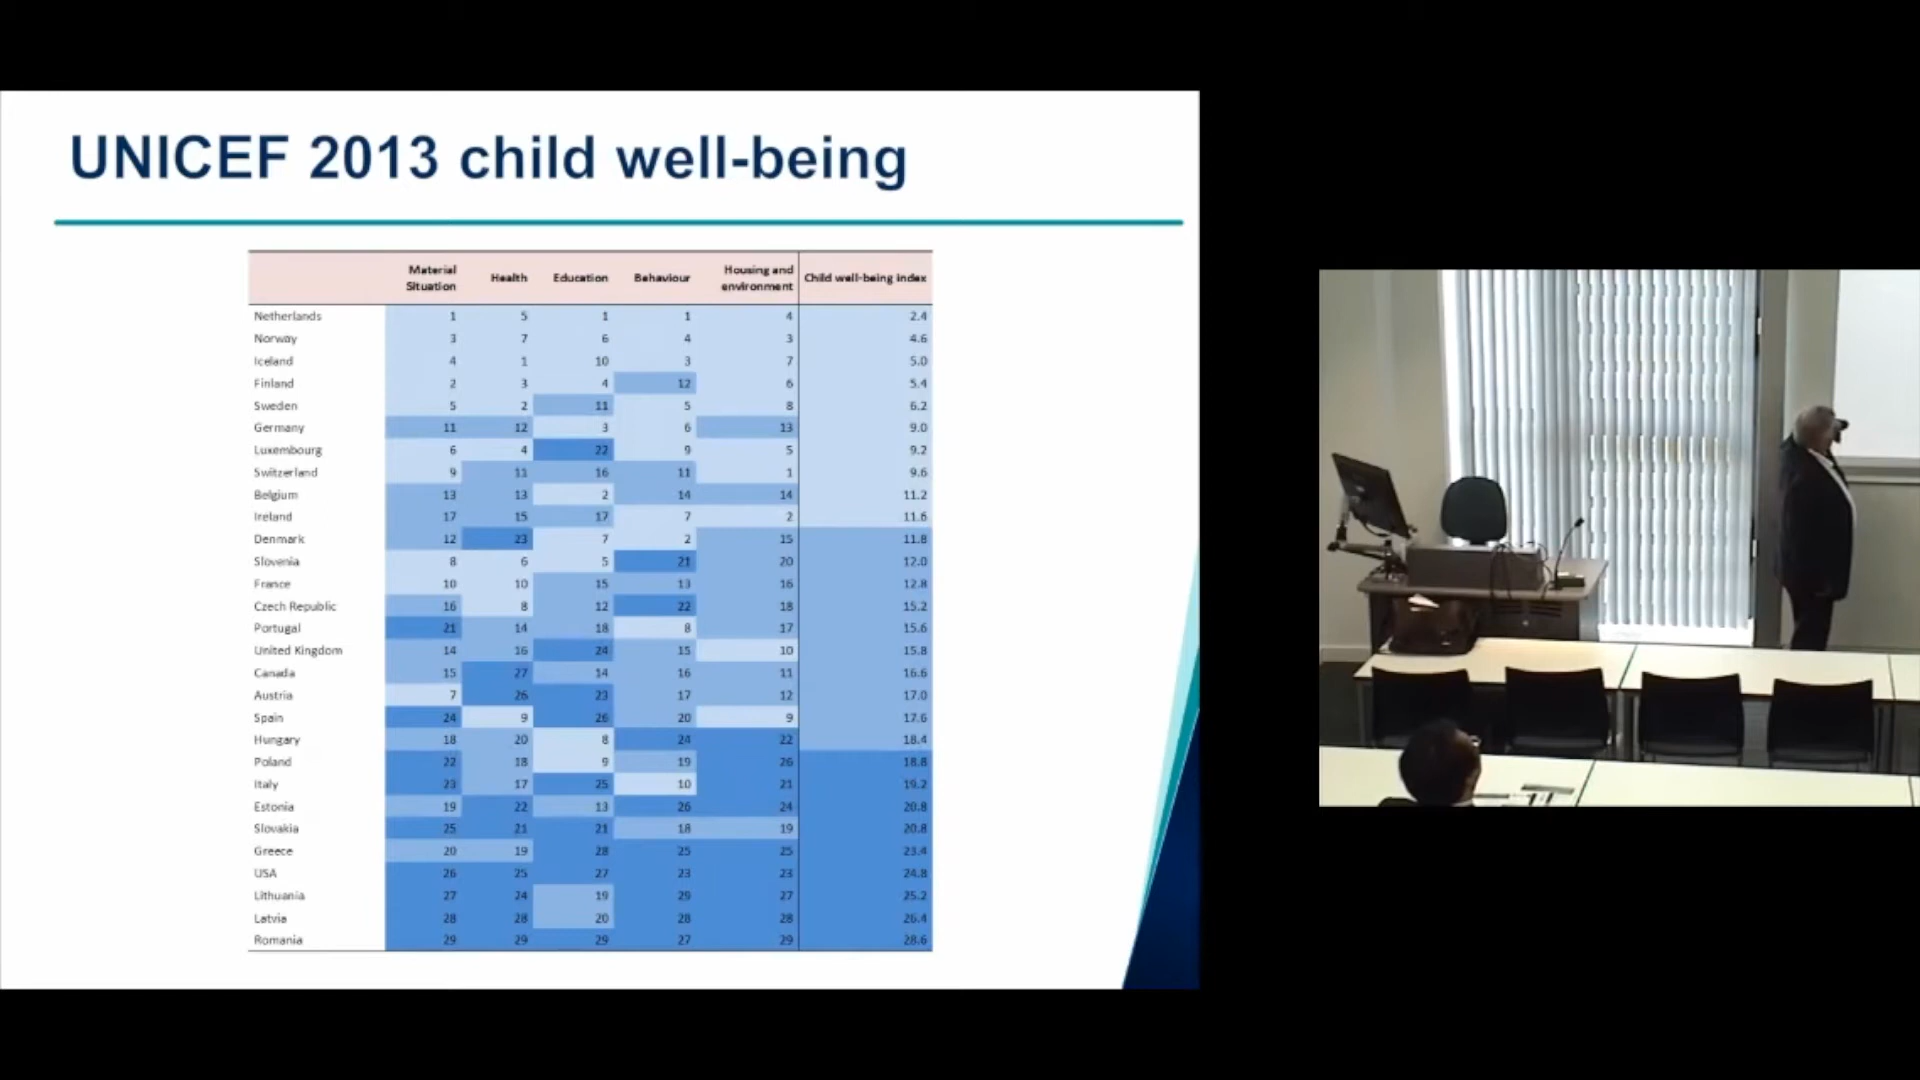 UNICEF 2013 child well-being
Material Situation Health Education Behaviour Housing and environment Child well-being index
Netherlands 1 5 1 1 4 2.4
Norway 3 7 6 4 3 4.6
Iceland 4 1 10 3 7 5.0
Finland 2 3 4 12 6 5.4
Sweden 5 2 11 5 8 6.2
Germany 11 12 3 6 13 9.0
Luxembourg 6 4 22 9 5 9.2
Switzerland 9 11 16 11 1 9.6
Belgium 13 13 2 14 14 11.2
Ireland 17 15 17 7 2 11.6
Denmark 12 23 7 2 15 11.8
Slovenia 8 6 5 21 20 12.0
France 10 10 15 13 16 12.8
Czech Republic 16 8 12 22 18 15.2
Portugal 21 14 18 8 17 15.6
United Kingdom 14 16 24 15 10 15.8
Canada 15 27 14 16 11 16.6
Austria 7 26 23 17 12 17.0
Spain 24 9 26 20 9 17.6
Hungary 18 20 8 24 22 18.4
Poland 22 18 9 19 26 18.8
Italy 23 17 25 10 21 19.2
Estonia 19 22 13 26 24 20.8
Slovakia 25 21 21 18 19 20.8
Greece 20 19 28 25 25 23.4
USA 26 25 27 23 23 24.8
Lithuania 27 24 19 29 27 25.2
Latvia 28 28 20 28 28 26.4
Romania 29 29 29 27 29 28.6